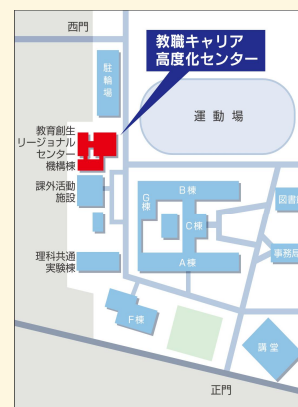 西門
教職キャリア
高度化センター
駐輪場
運動場
教育創生
リージョナル
センター
機構棟
課外活動
施設
G棟
B棟
C棟
図書
A棟
事務局
理科共通
実験棟
F棟
講堂
正門